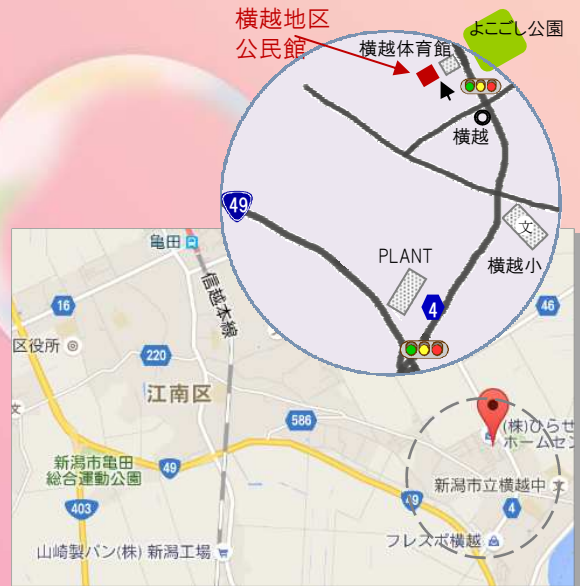 横越地区
公民館
よこごし公園
横越体育館
横越
49
文
横越小
PLANT
4
亀田
信越本線
16
46
区役所
220
江南区
586
(株)ひらせ
ホームセン
文
新潟市亀田
総合運動公園
49
新潟市立横越中
文
49
4
403
フレスポ横越
山崎製パン(株) 新潟工場